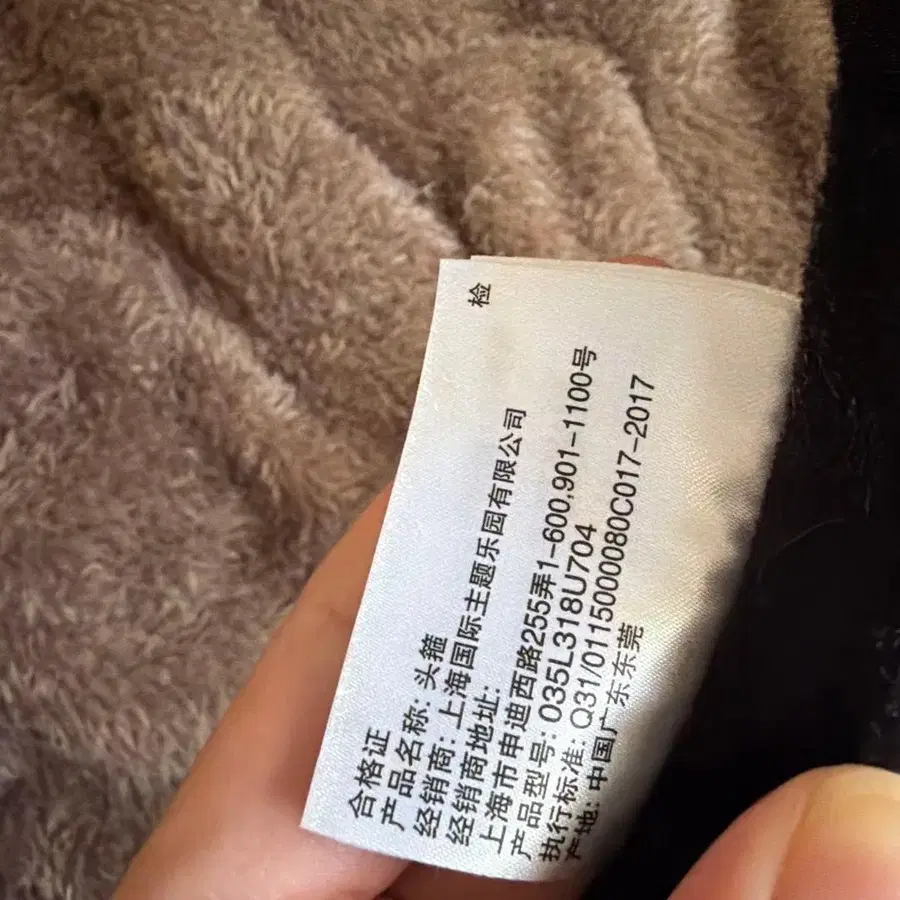 合格证
产品名称: 头箍
经销商: 上海国际主题乐园有限公司
经销商地址:
上海市申迪西路255弄1-600,901-1100号
产品型号: 035L318U704
执行标准: Q31/0115000080C017-2017
产地: 中国广东东莞
检